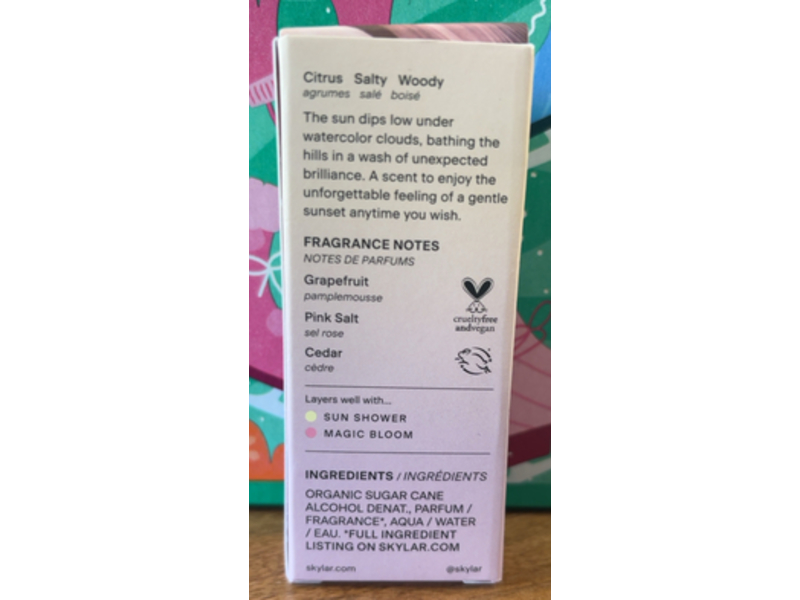 Citrus Salty Woody
agrumes salé boisé
The sun dips low under
watercolor clouds, bathing the
hills in a wash of unexpected
brilliance. A scent to enjoy the
unforgettable feeling of a gentle
sunset anytime you wish.
FRAGRANCE NOTES
NOTES DE PARFUMS
Grapefruit
pamplemousse
Pink Salt
sel rose
Cedar
cèdre
crueltyfree
andvegan
Layers well with...
SUN SHOWER
MAGIC BLOOM
INGREDIENTS / INGRÉDIENTS
ORGANIC SUGAR CANE
ALCOHOL DENAT., PARFUM /
FRAGRANCE*, AQUA / WATER
/ EAU. *FULL INGREDIENT
LISTING ON SKYLAR.COM
skylar.com @skylar